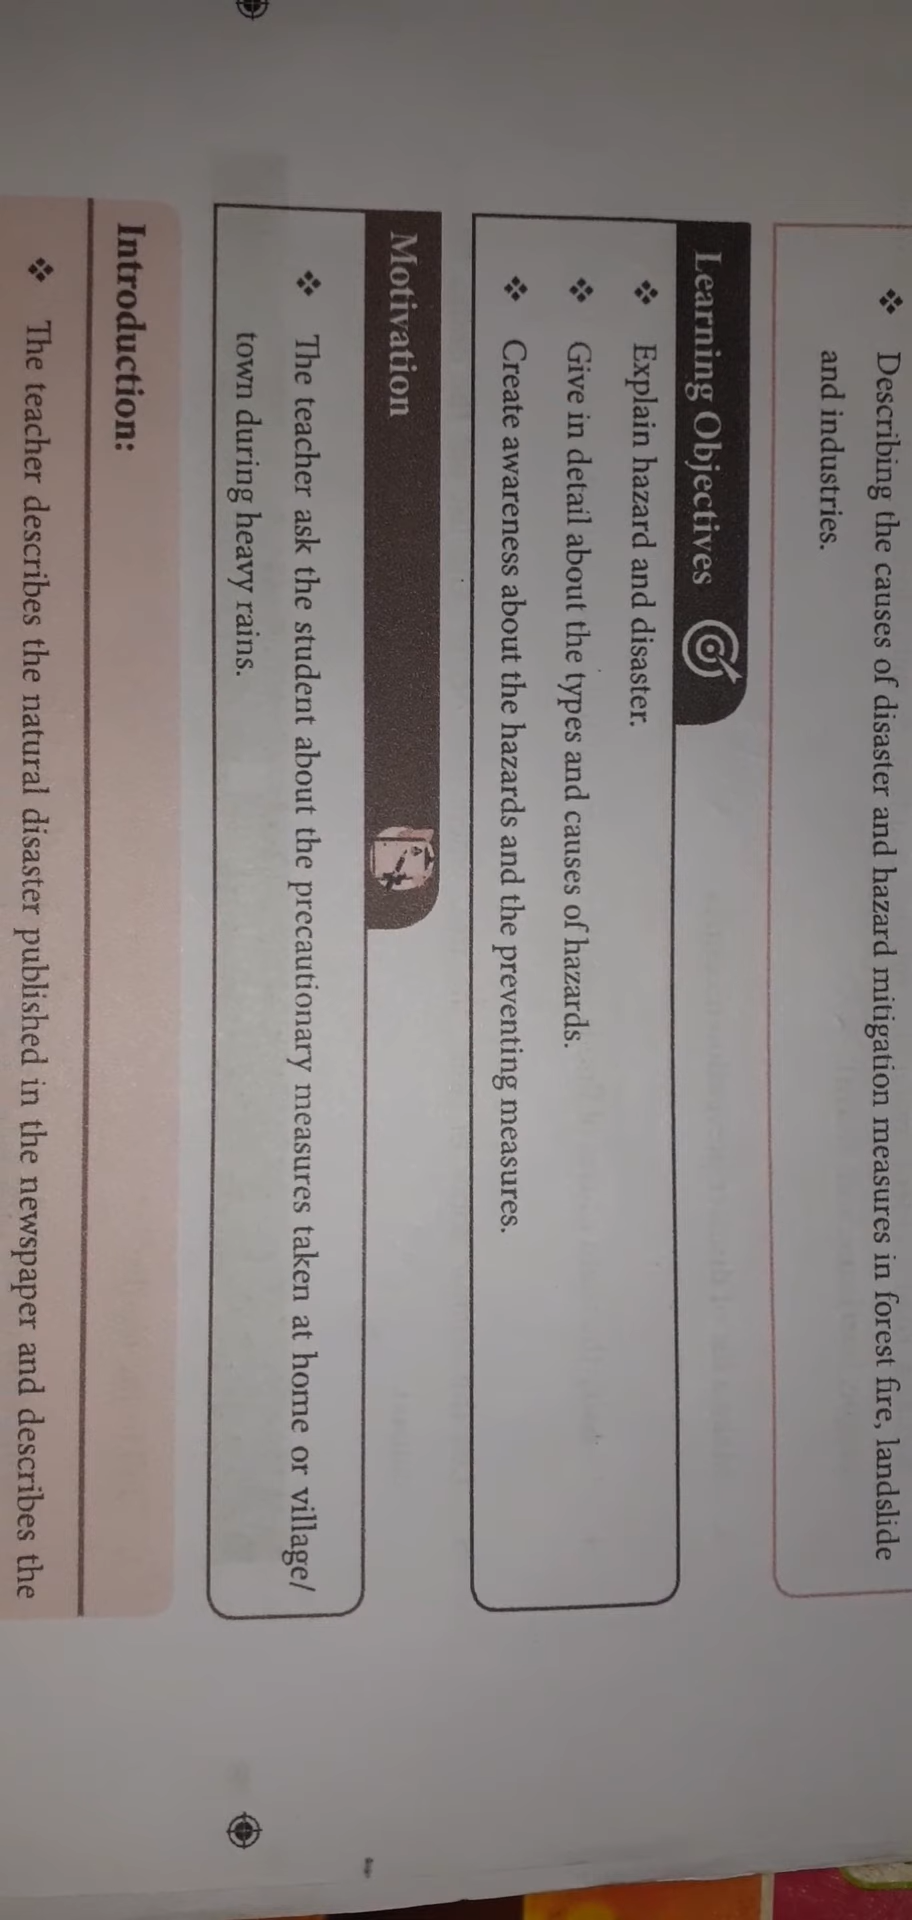 ❖ Describing the causes of disaster and hazard mitigation measures in forest fire, landslide
and industries.
Learning Objectives
❖ Explain hazard and disaster.
❖ Give in detail about the types and causes of hazards.
❖ Create awareness about the hazards and the preventing measures.
Motivation
❖ The teacher ask the student about the precautionary measures taken at home or village/
town during heavy rains.
Introduction:
❖ The teacher describes the natural disaster published in the newspaper and describes the